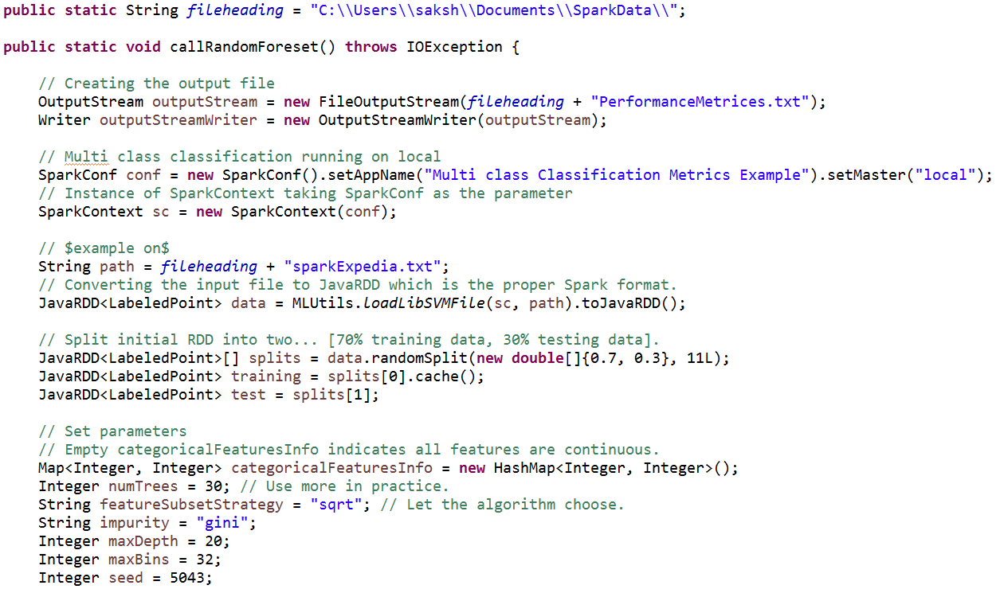 public static String fileheading = "C:\\Users\\saksh\\Documents\\SparkData\\";
public static void callRandomForeset() throws IOException {
// Creating the output file
OutputStream outputStream = new FileOutputStream(fileheading + "PerformanceMetrices.txt");
Writer outputStreamWriter = new OutputStreamWriter(outputStream);
// Multi class classification running on local
SparkConf conf = new SparkConf().setAppName("Multi class Classification Metrics Example").setMaster("local");
// Instance of SparkContext taking SparkConf as the parameter
SparkContext sc = new SparkContext(conf);
// $example on$
String path = fileheading + "sparkExpedia.txt";
// Converting the input file to JavaRDD which is the proper Spark format.
JavaRDD<LabeledPoint> data = MLUtils.loadLibSVMFile(sc, path).toJavaRDD();
// Split initial RDD into two... [70% training data, 30% testing data].
JavaRDD<LabeledPoint>[] splits = data.randomSplit(new double[]{0.7, 0.3}, 11L);
JavaRDD<LabeledPoint> training = splits[0].cache();
JavaRDD<LabeledPoint> test = splits[1];
// Set parameters
// Empty categoricalFeaturesInfo indicates all features are continuous.
Map<Integer, Integer> categoricalFeaturesInfo = new HashMap<Integer, Integer>();
Integer numTrees = 30; // Use more in practice.
String featureSubsetStrategy = "sqrt"; // Let the algorithm choose.
String impurity = "gini";
Integer maxDepth = 20;
Integer maxBins = 32;
Integer seed = 5043;